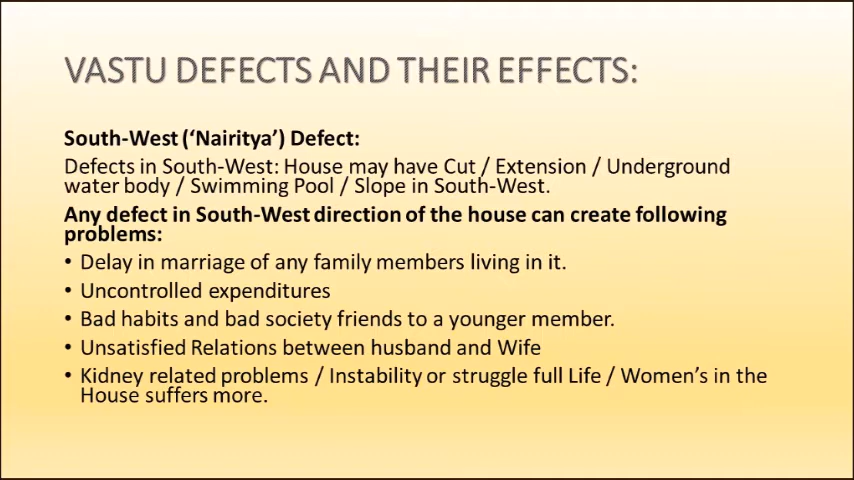 VASTU DEFECTS AND THEIR EFFECTS:
South-West (‘Nairitya’) Defect:
Defects in South-West: House may have Cut / Extension / Underground
water body / Swimming Pool / Slope in South-West.
Any defect in South-West direction of the house can create following
problems:
• Delay in marriage of any family members living in it.
• Uncontrolled expenditures
• Bad habits and bad society friends to a younger member.
• Unsatisfied Relations between husband and Wife
• Kidney related problems / Instability or struggle full Life / Women’s in the
House suffers more.